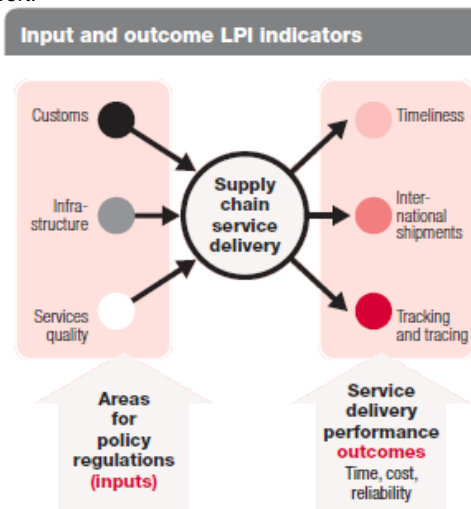 Input and outcome LPI indicators
Customs
Infra-
structure
Services
quality
Supply
chain
service
delivery
Timeliness
Inter-
national
shipments
Tracking
and tracing
Areas
for
policy
regulations
(inputs)
Service
delivery
performance
outcomes
Time, cost,
reliability